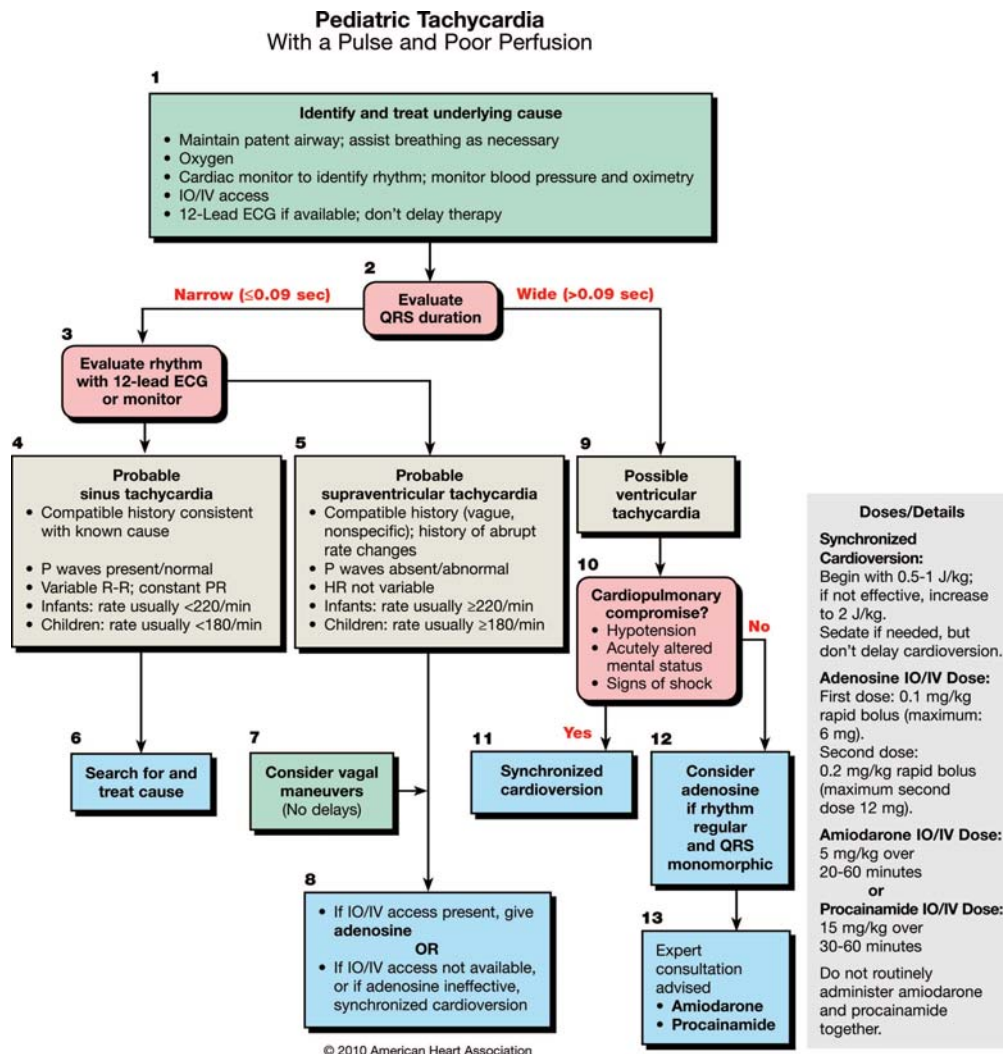 Pediatric Tachycardia
With a Pulse and Poor Perfusion
1
Identify and treat underlying cause
• Maintain patent airway; assist breathing as necessary
• Oxygen
• Cardiac monitor to identify rhythm; monitor blood pressure and oximetry
• IO/IV access
• 12-Lead ECG if available; don't delay therapy
2
Narrow (≤0.09 sec)
Evaluate
QRS duration
Wide (>0.09 sec)
3
Evaluate rhythm
with 12-lead ECG
or monitor
4
Probable
sinus tachycardia
• Compatible history consistent
with known cause
• P waves present/normal
• Variable R-R; constant PR
• Infants: rate usually <220/min
• Children: rate usually <180/min
5
Probable
supraventricular tachycardia
• Compatible history (vague,
nonspecific); history of abrupt
rate changes
• P waves absent/abnormal
• HR not variable
• Infants: rate usually ≥220/min
• Children: rate usually ≥180/min
9
Possible
ventricular
tachycardia
10
Cardiopulmonary
compromise?
• Hypotension
• Acutely altered
mental status
• Signs of shock
No
Yes
6
Search for and
treat cause
7
Consider vagal
maneuvers
(No delays)
8
• If IO/IV access present, give
adenosine
OR
• If IO/IV access not available,
or if adenosine ineffective,
synchronized cardioversion
11
Synchronized
cardioversion
12
Consider
adenosine
if rhythm
regular
and QRS
monomorphic
13
Expert
consultation
advised
• Amiodarone
• Procainamide
Doses/Details
Synchronized
Cardioversion:
Begin with 0.5-1 J/kg;
if not effective, increase
to 2 J/kg.
Sedate if needed, but
don't delay cardioversion.
Adenosine IO/IV Dose:
First dose: 0.1 mg/kg
rapid bolus (maximum:
6 mg).
Second dose:
0.2 mg/kg rapid bolus
(maximum second
dose 12 mg).
Amiodarone IO/IV Dose:
5 mg/kg over
20-60 minutes
or
Procainamide IO/IV Dose:
15 mg/kg over
30-60 minutes
Do not routinely
administer amiodarone
and procainamide
together.
© 2010 American Heart Association